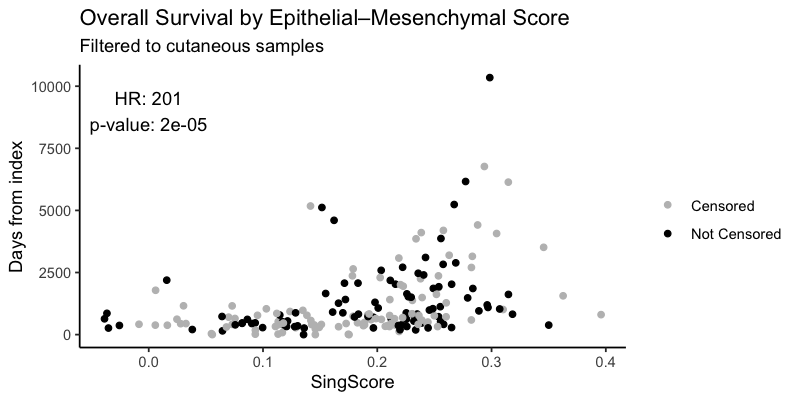 Overall Survival by Epithelial–Mesenchymal Score
Filtered to cutaneous samples
HR: 201
p-value: 2e-05
Days from index
10000
7500
5000
2500
0
0.0
0.1
0.2
0.3
0.4
SingScore
Censored
Not Censored